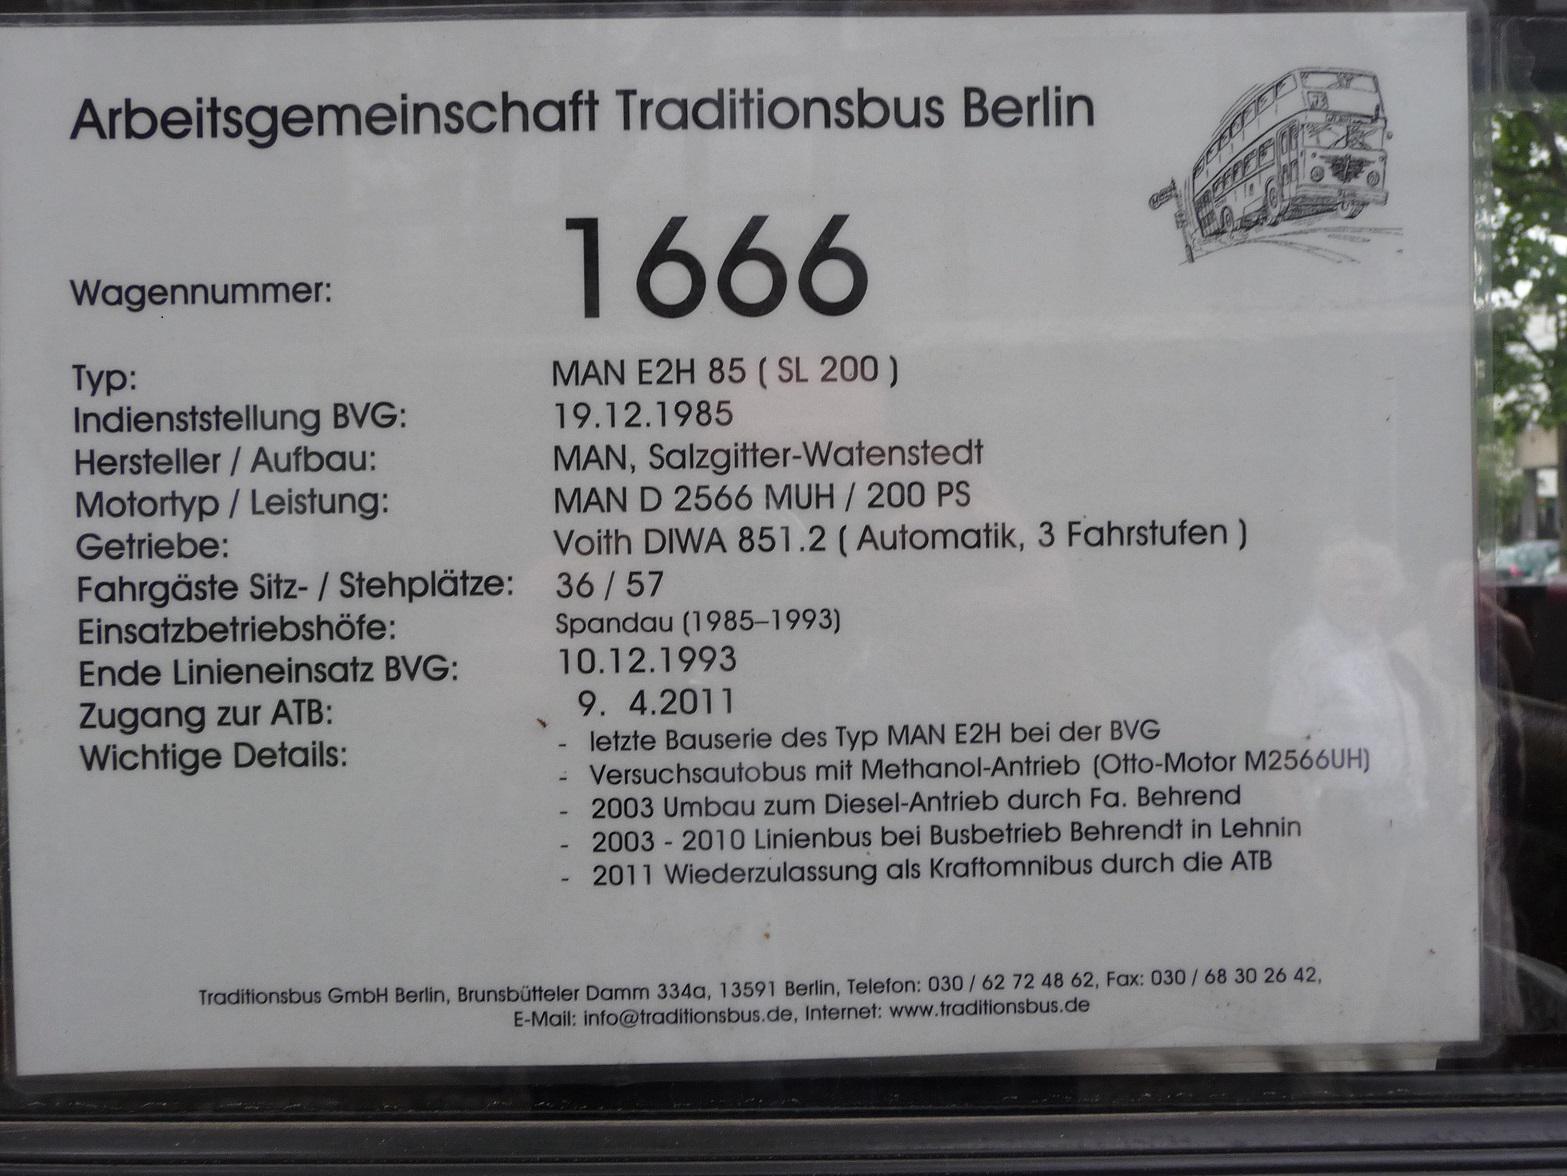 Arbeitsgemeinschaft Traditionsbus Berlin
Wagennummer: 1666
Typ: MAN E2H 85 ( SL 200 )
Indienststellung BVG: 19.12.1985
Hersteller / Aufbau: MAN, Salzgitter-Watenstedt
Motortyp / Leistung: MAN D 2566 MUH / 200 PS
Getriebe: Voith DIWA 851.2 ( Automatik, 3 Fahrstufen )
Fahrgäste Sitz- / Stehplätze: 36 / 57
Einsatzbetriebshöfe: Spandau (1985–1993)
Ende Linieneinsatz BVG: 10.12.1993
Zugang zur ATB: 9. 4.2011
Wichtige Details: - letzte Bauserie des Typ MAN E2H bei der BVG
- Versuchsautobus mit Methanol-Antrieb (Otto-Motor M2566UH)
- 2003 Umbau zum Diesel-Antrieb durch Fa. Behrend
- 2003 - 2010 Linienbus bei Busbetrieb Behrendt in Lehnin
- 2011 Wiederzulassung als Kraftomnibus durch die ATB
Traditionsbus GmbH Berlin, Brunsbütteler Damm 334a, 13591 Berlin, Telefon: 030 / 62 72 48 62, Fax: 030 / 68 30 26 42,
E-Mail: info@traditionsbus.de, Internet: www.traditionsbus.de